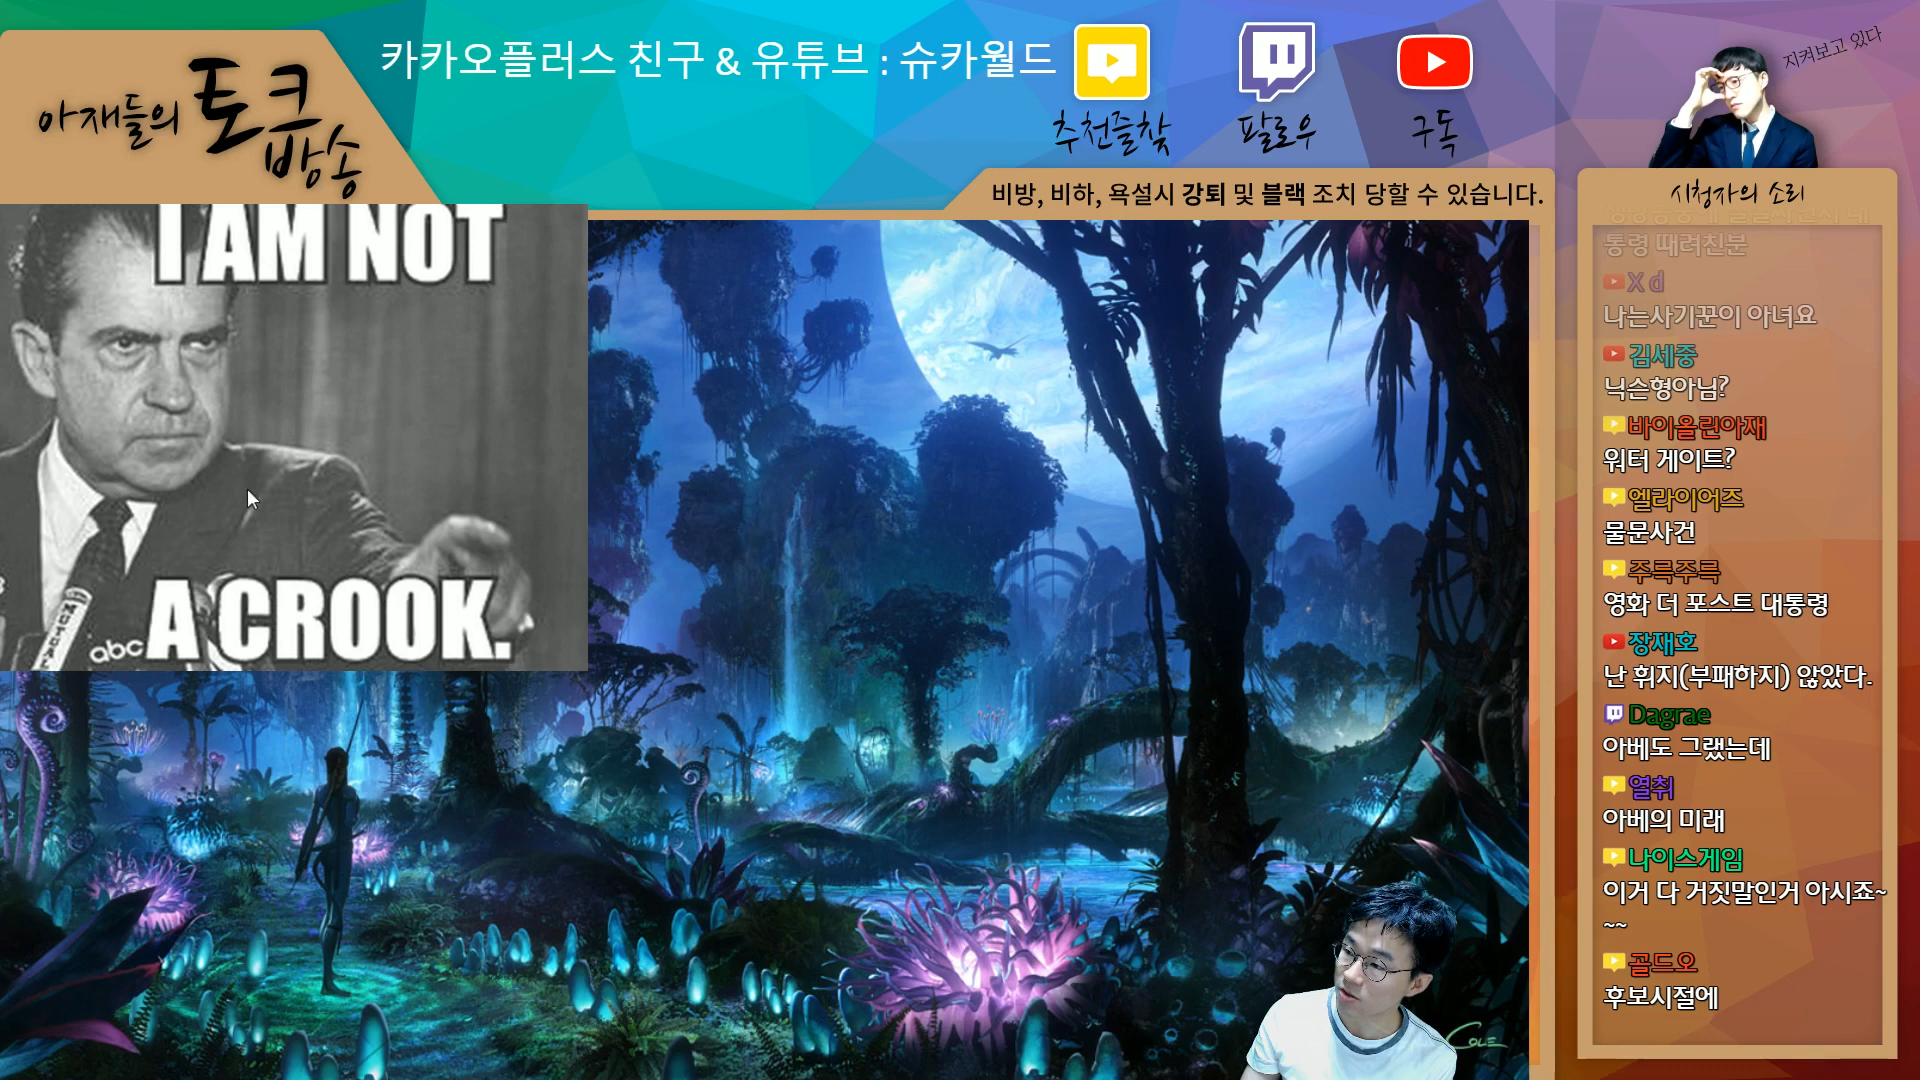 아재들의 토크
방송
카카오플러스 친구 & 유튜브 : 슈카월드
추천즐찾
팔로우
구독
지켜보고 있다
비방, 비하, 욕설시 강퇴 및 블랙 조치 당할 수 있습니다.
시청자의 소리
I AM NOT
A CROOK.
abc
COLE
통령 때려친분
X d
나는사기꾼이 아녀요
김세중
닉슨형아님?
바이올린아재
워터 게이트?
엘라이어즈
물문사건
주륵주륵
영화 더 포스트 대통령
장재호
난 휘지(부패하지) 않았다.
Dagrae
아베도 그랬는데
열취
아베의 미래
나이스게임
이거 다 거짓말인거 아시죠~
~~
골드오
후보시절에